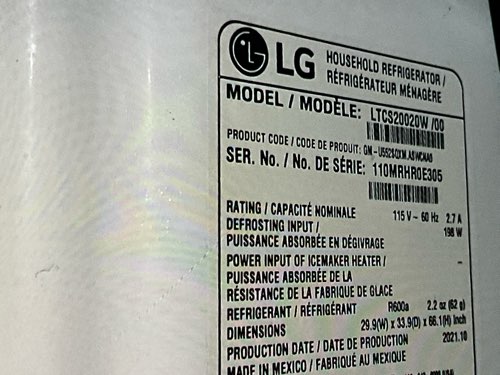 LG HOUSEHOLD REFRIGERATOR /
RÉFRIGÉRATEUR MÉNAGÈRE
MODEL / MODÈLE: LTCS20020W /00
PRODUCT CODE / CODE DE PRODUIT:
SER. No. / No. DE SÉRIE: 110MRHR0E305
RATING / CAPACITÉ NOMINALE 115 V ~ 60 Hz 2.7 A
DEFROSTING INPUT / 198 W
PUISSANCE ABSORBÉE EN DÉGIVRAGE
POWER INPUT OF ICEMAKER HEATER / -
PUISSANCE ABSORBÉE DE LA
RÉSISTANCE DE LA FABRIQUE DE GLACE
REFRIGERANT / RÉFRIGÉRANT R600a 2.2 oz (62 g)
DIMENSIONS 29.9(W) x 33.9(D) x 66.1(H) Inch
PRODUCTION DATE / DATE DE PRODUCTION 2021.10
MADE IN MEXICO / FABRIQUÉ AU MEXIQUE